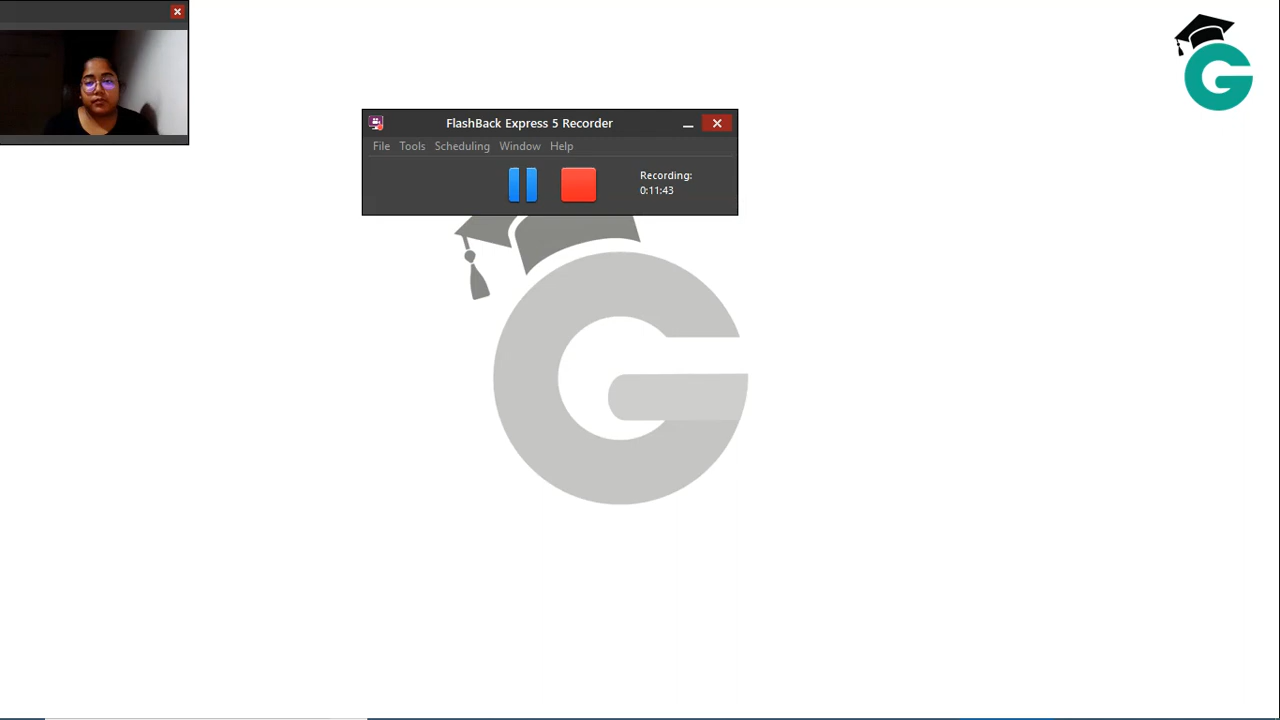 FlashBack Express 5 Recorder
File Tools Scheduling Window Help
Recording:
0:11:43
G
G